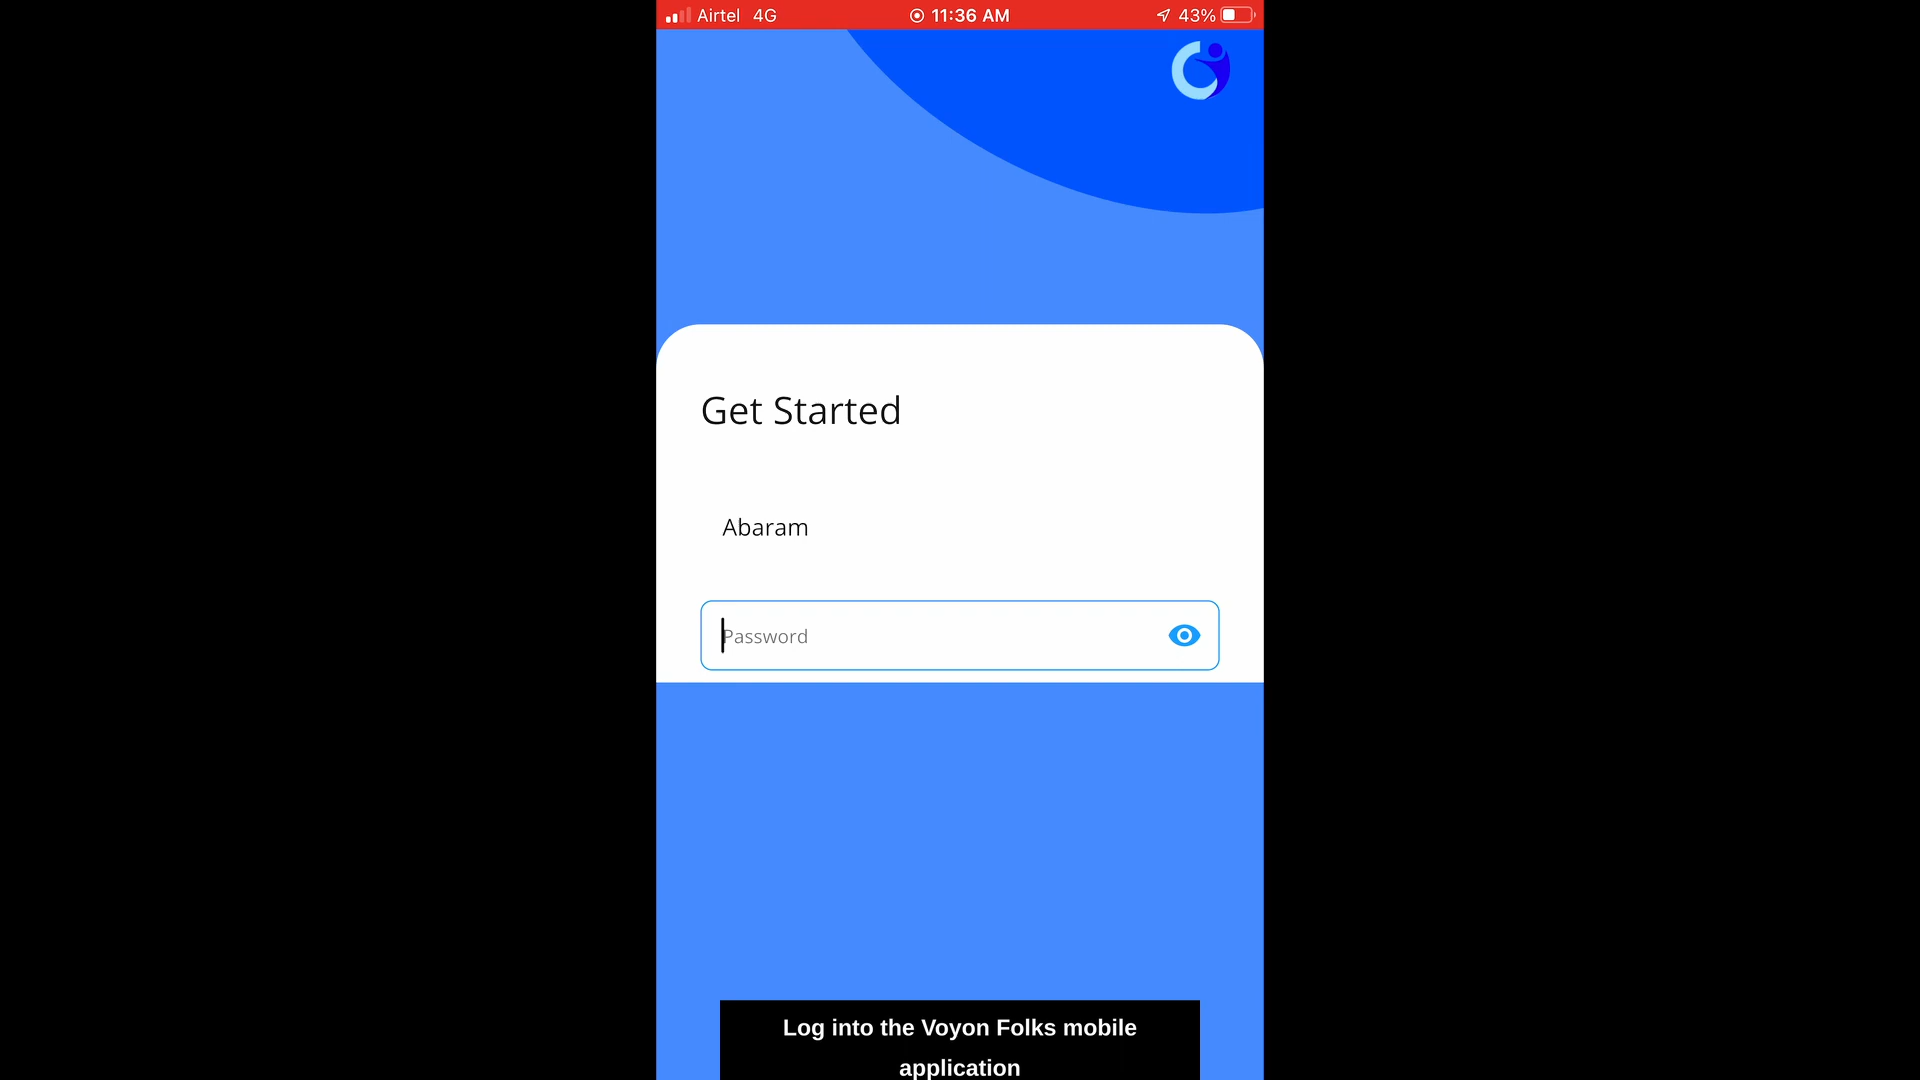 Airtel 4G 11:36 AM 43%
Get Started
Abaram
Password
Log into the Voyon Folks mobile
application